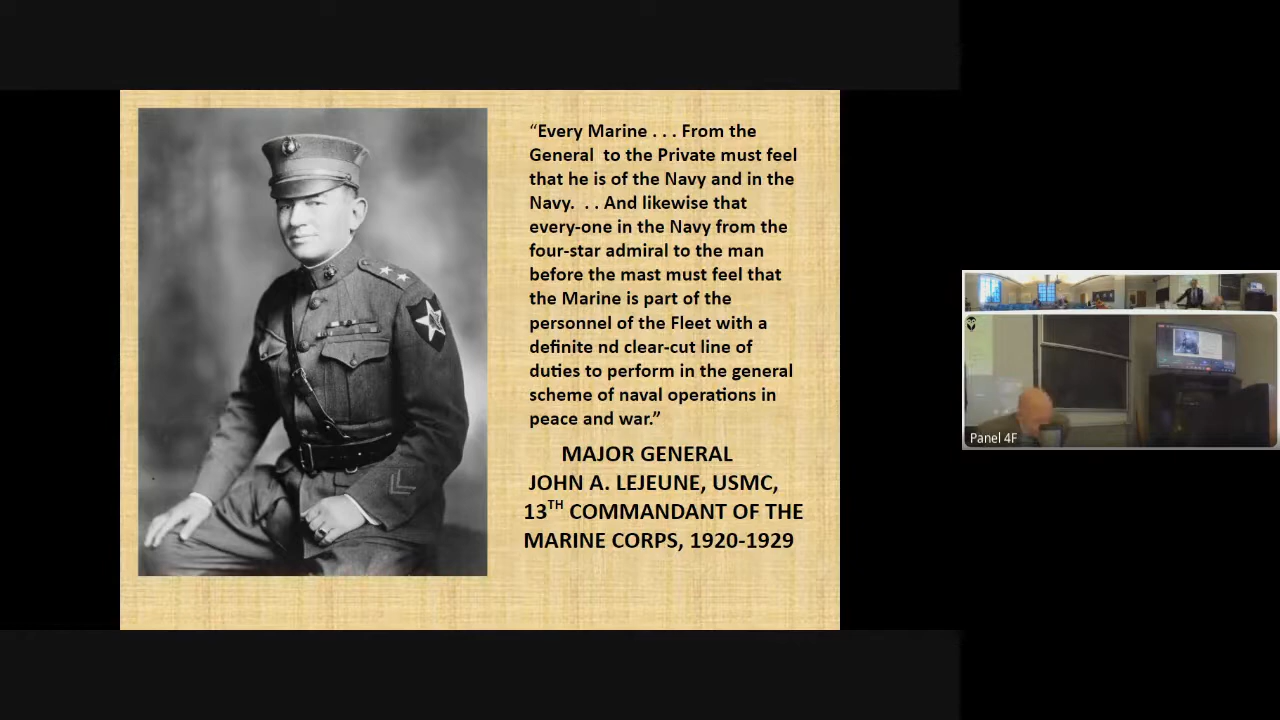 “Every Marine . . . From the
General  to the Private must feel
that he is of the Navy and in the
Navy.  . . And likewise that
every-one in the Navy from the
four-star admiral to the man
before the mast must feel that
the Marine is part of the
personnel of the Fleet with a
definite nd clear-cut line of
duties to perform in the general
scheme of naval operations in
peace and war.”
MAJOR GENERAL
JOHN A. LEJEUNE, USMC,
13TH COMMANDANT OF THE
MARINE CORPS, 1920-1929
Panel 4F